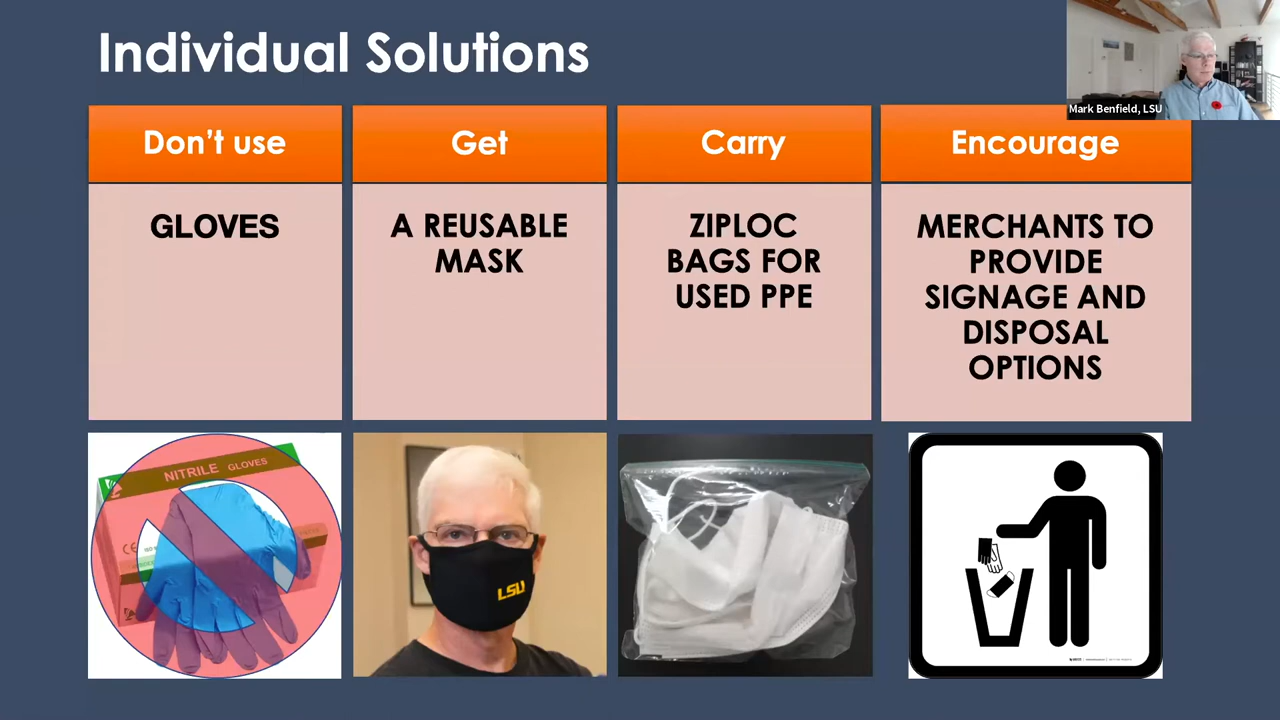 Individual Solutions
Mark Benfield, LSU
Don't use
GLOVES
NITRILE GLOVES
CE
Get
A REUSABLE
MASK
LSU
Carry
ZIPLOC
BAGS FOR
USED PPE
Encourage
MERCHANTS TO
PROVIDE
SIGNAGE AND
DISPOSAL
OPTIONS